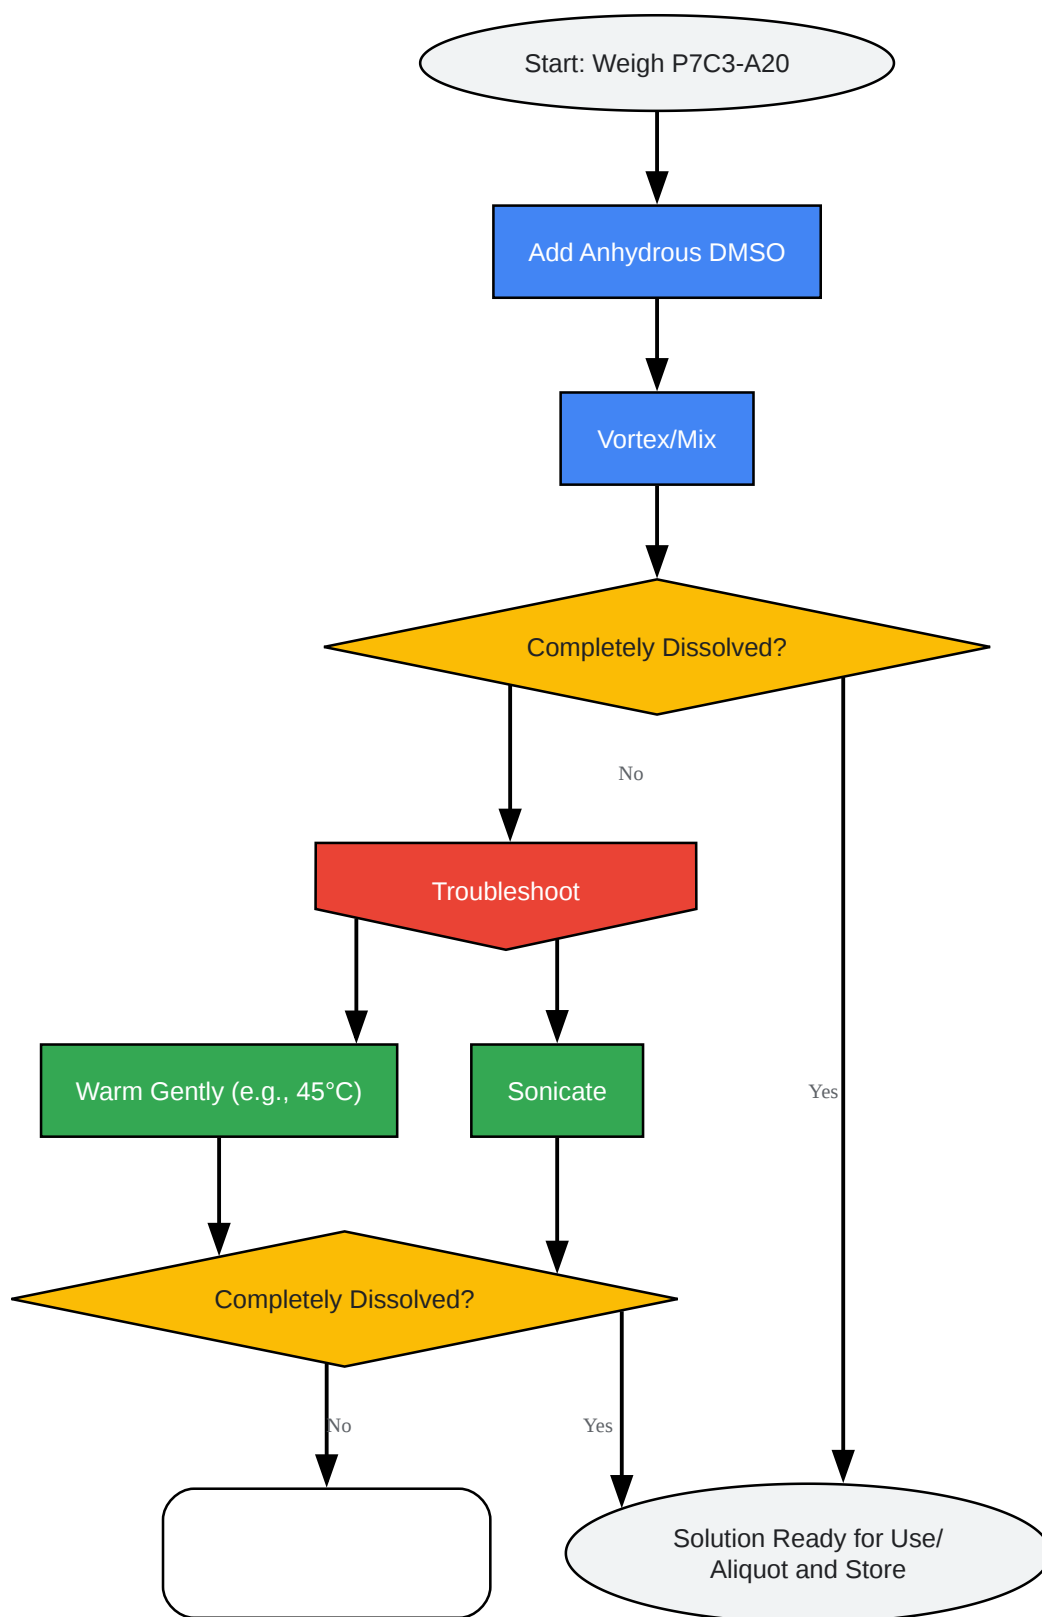 Start: Weigh P7C3-A20
Add Anhydrous DMSO
Vortex/Mix
Completely Dissolved?
No
Troubleshoot
Warm Gently (e.g., 45°C)
Sonicate
Yes
Completely Dissolved?
No
Yes
Solution Ready for Use/
Aliquot and Store